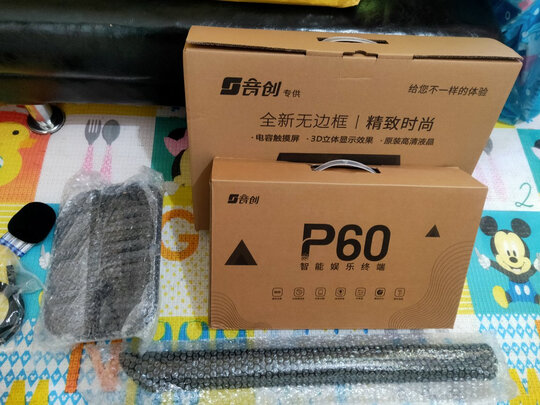 音创 专供
给您不一样的体验
全新无边框 | 精致时尚
·电容触摸屏 ·3D立体显示效果 ·原装高清液晶
音创
P60
智能娱乐终端
2